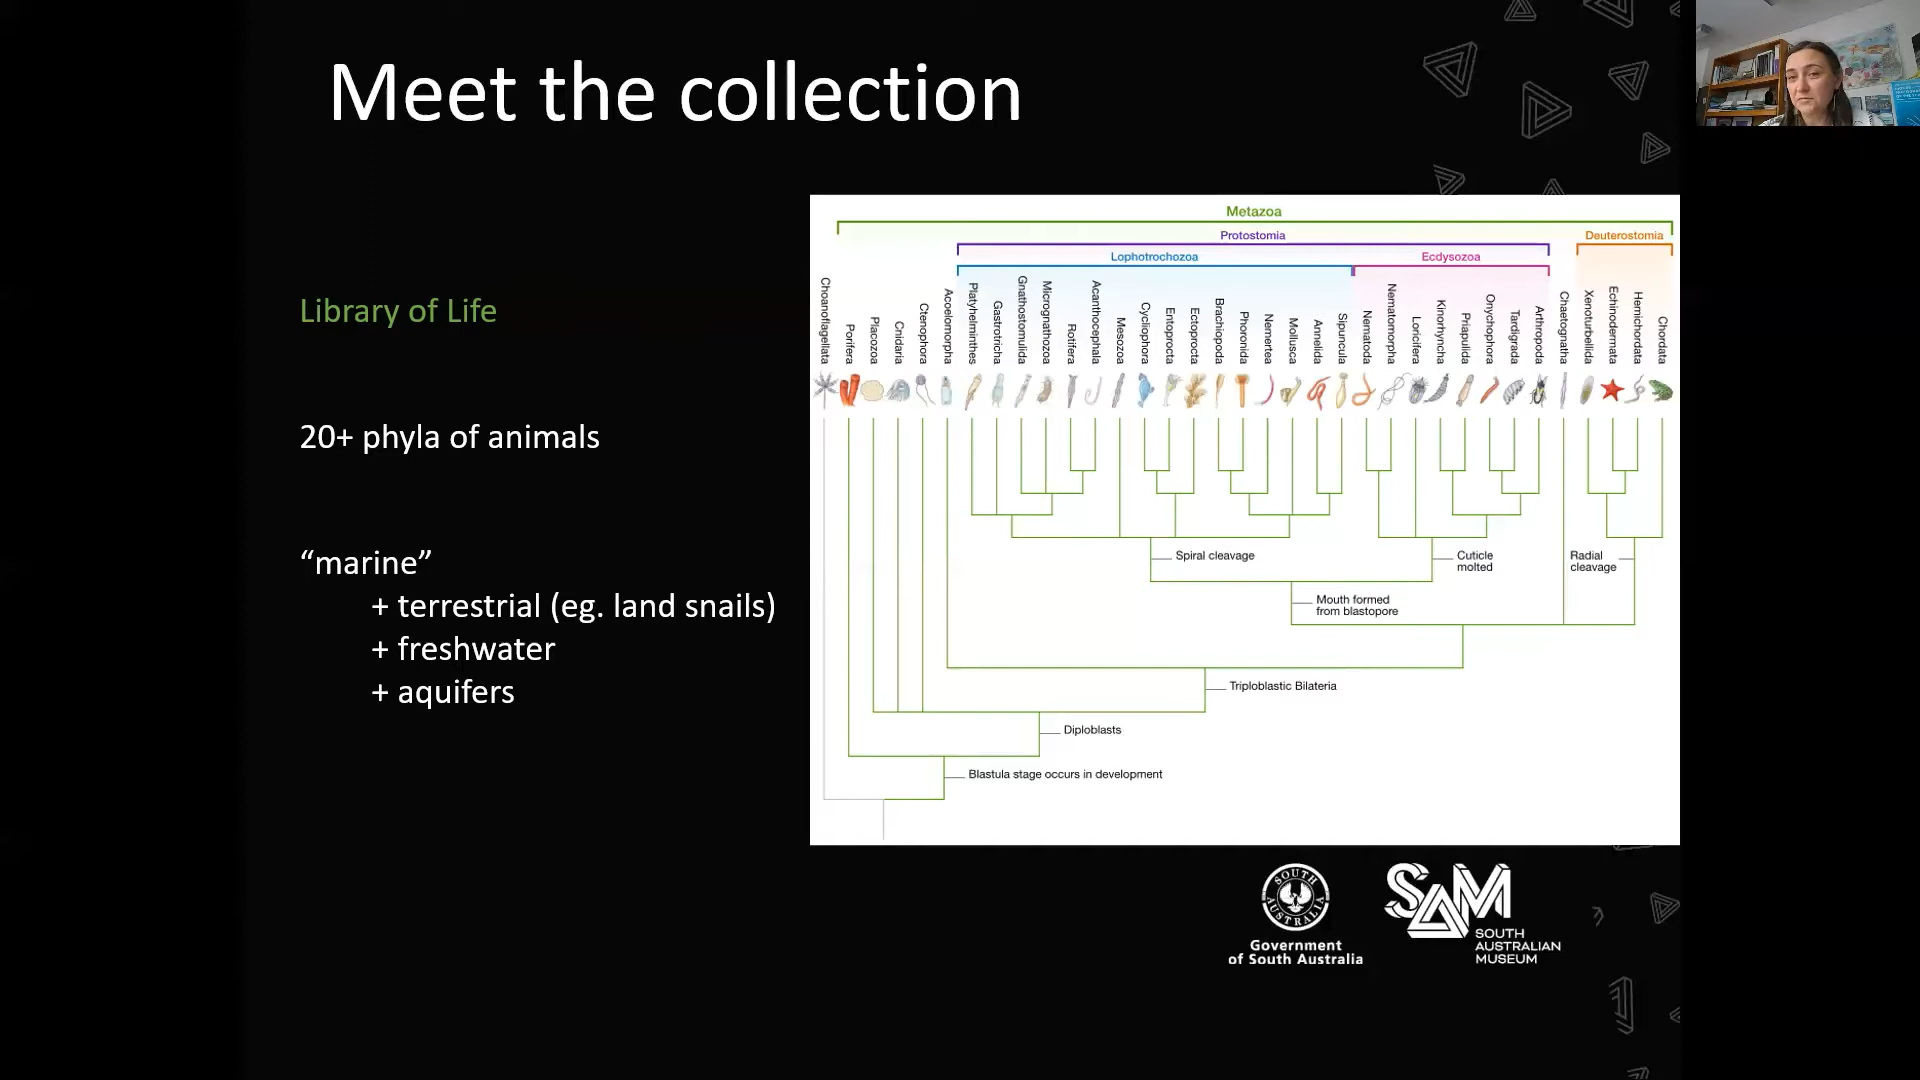 Meet the collection
Library of Life
20+ phyla of animals
“marine”
+ terrestrial (eg. land snails)
+ freshwater
+ aquifers
Metazoa
Protostomia
Deuterostomia
Lophotrochozoa
Ecdysozoa
Choanoflagellata
Porifera
Placozoa
Cnidaria
Ctenophora
Acoelomorpha
Platyhelminthes
Gastrotricha
Gnathostomulida
Micrognathozoa
Rotifera
Acanthocephala
Mesozoa
Cycliophora
Entoprocta
Ectoprocta
Brachiopoda
Phoronida
Nemertea
Mollusca
Annelida
Sipuncula
Nematoda
Nematomorpha
Loricifera
Kinorhyncha
Priapulida
Onychophora
Tardigrada
Arthropoda
Chaetognatha
Xenoturbellida
Echinodermata
Hemichordata
Chordata
Spiral cleavage
Cuticle
molted
Radial
cleavage
Mouth formed
from blastopore
Triploblastic Bilateria
Diploblasts
Blastula stage occurs in development
SOUTH
AUSTRALIA
Government
of South Australia
SAM
SOUTH
AUSTRALIAN
MUSEUM